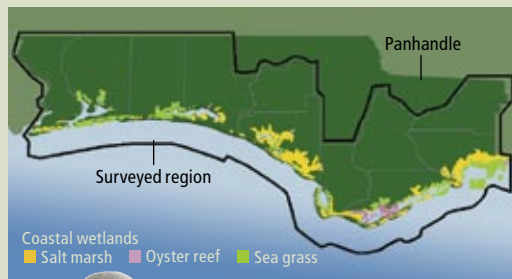 Panhandle
Surveyed region
Coastal wetlands
Salt marsh Oyster reef Sea grass